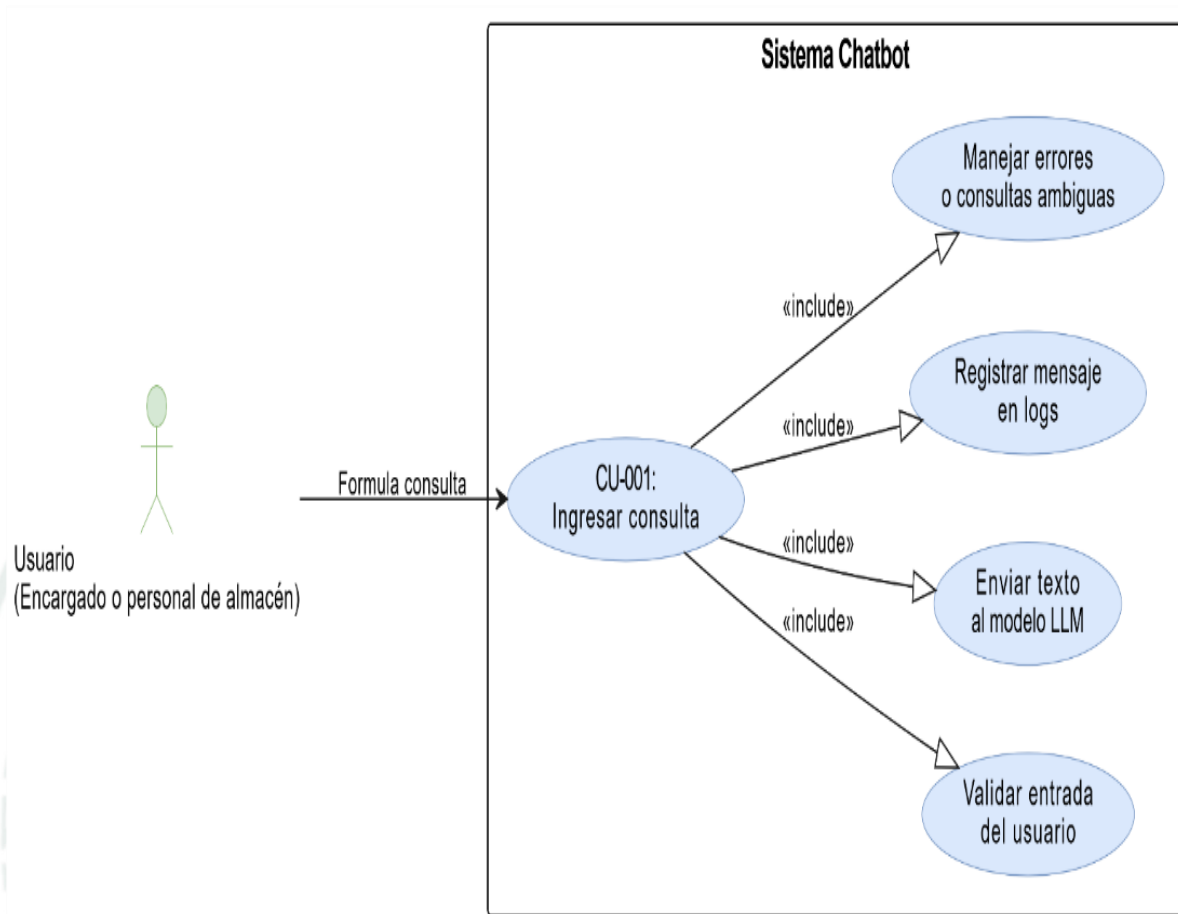 Sistema Chatbot
Manejar errores
o consultas ambiguas
«include»
Registrar mensaje
en logs
«include»
Formula consulta
CU-001:
Ingresar consulta
«include»
Enviar texto
al modelo LLM
Usuario
(Encargado o personal de almacén)
«include»
Validar entrada
del usuario